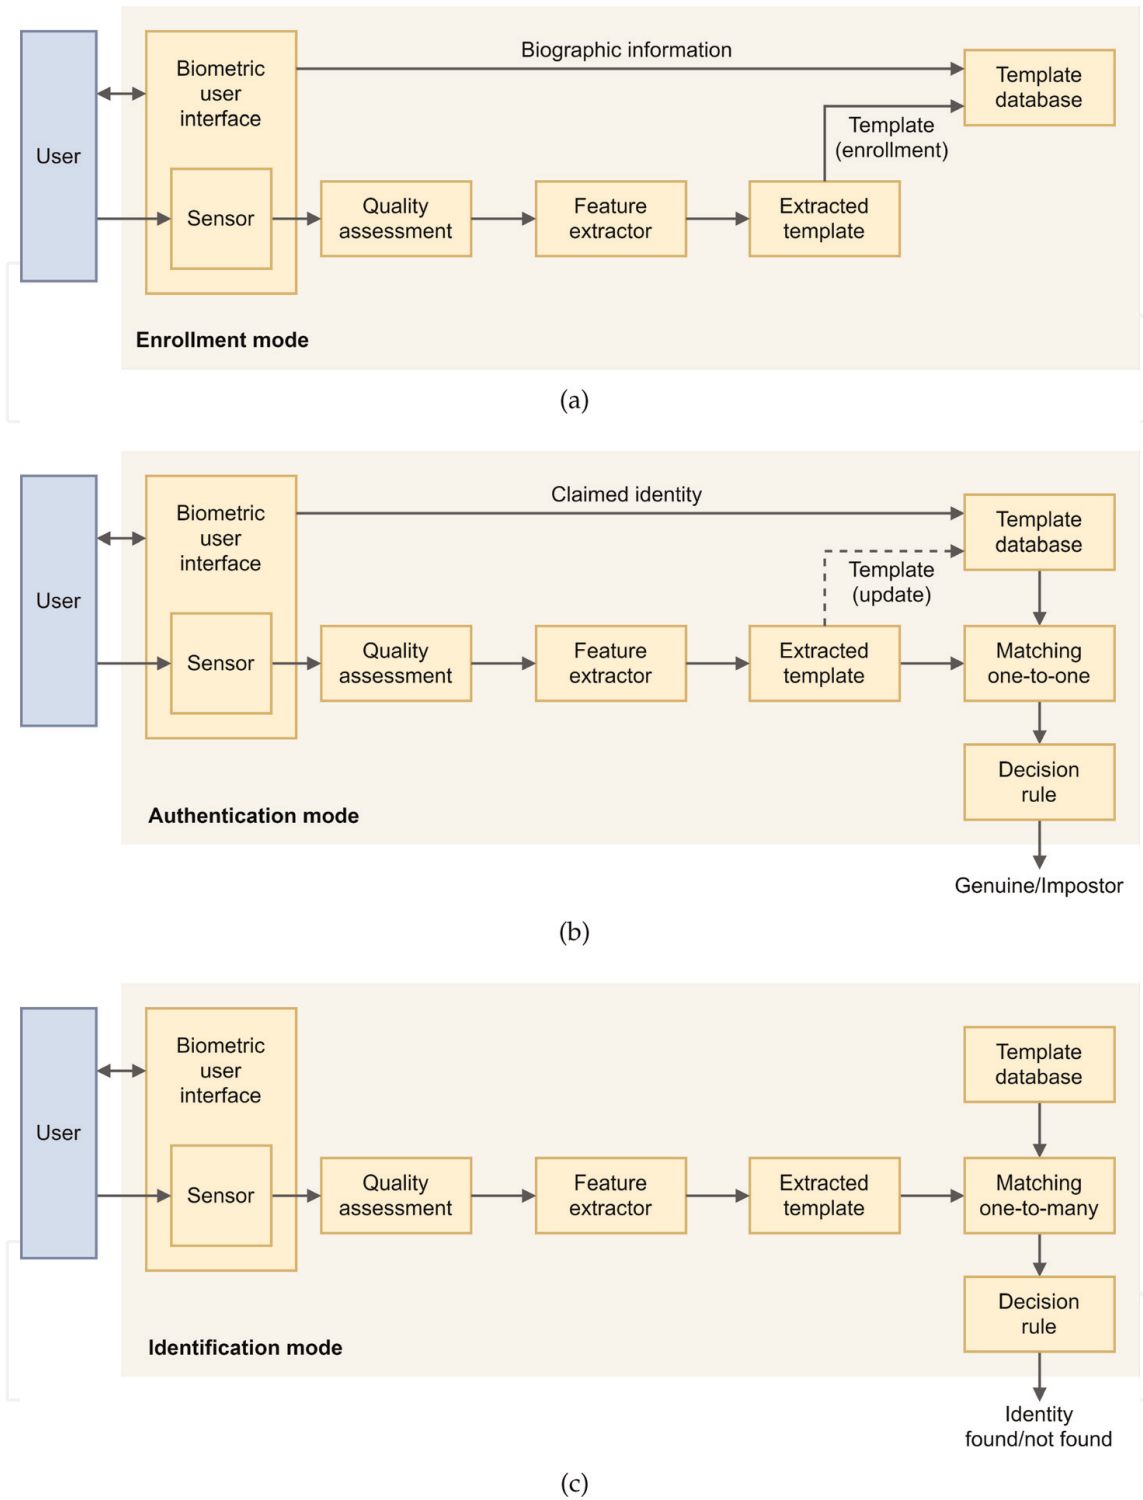 Biographic information
Biometric
user
interface
Template
database
User
Template
(enrollment)
Sensor
Quality
assessment
Feature
extractor
Extracted
template
Enrollment mode
(a)
Claimed identity
Biometric
user
interface
Template
database
User
Template
(update)
Sensor
Quality
assessment
Feature
extractor
Extracted
template
Matching
one-to-one
Decision
rule
Authentication mode
Genuine/Impostor
(b)
Biometric
user
interface
Template
database
User
Sensor
Quality
assessment
Feature
extractor
Extracted
template
Matching
one-to-many
Decision
rule
Identification mode
Identity
found/not found
(c)